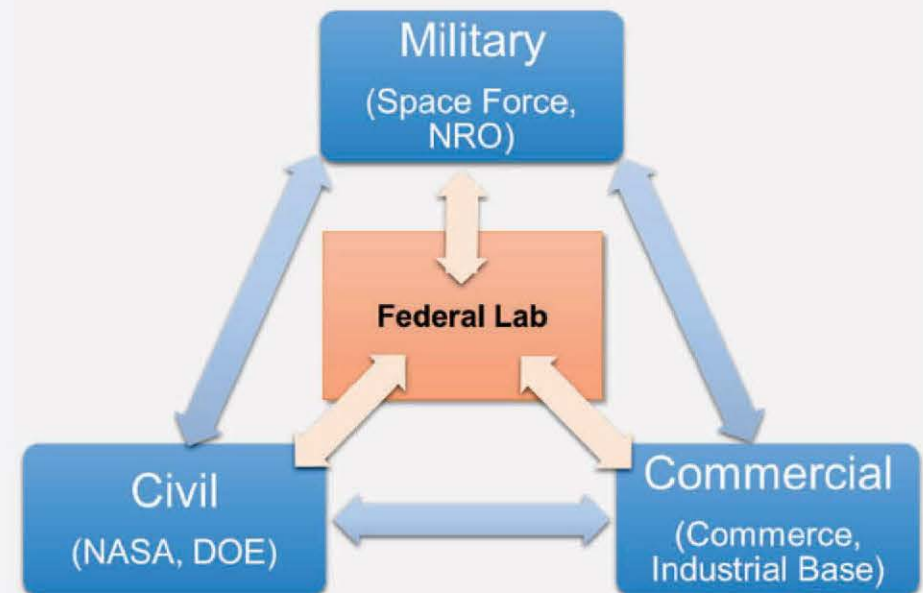 Military
(Space Force,
NRO)
Federal Lab
Civil
(NASA, DOE)
Commercial
(Commerce,
Industrial Base)